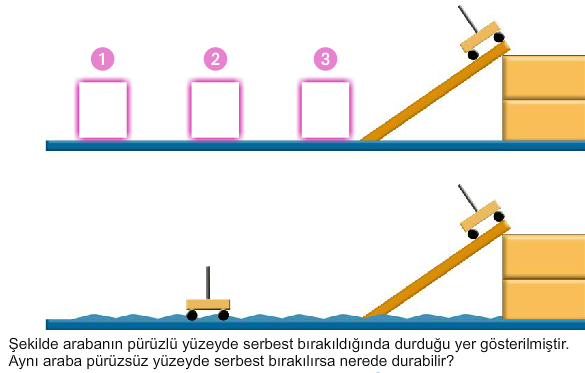 1 2 3
Şekilde arabanın pürüzlü yüzeyde serbest bırakıldığında durduğu yer gösterilmiştir.
Aynı araba pürüzsüz yüzeyde serbest bırakılırsa nerede durabilir?